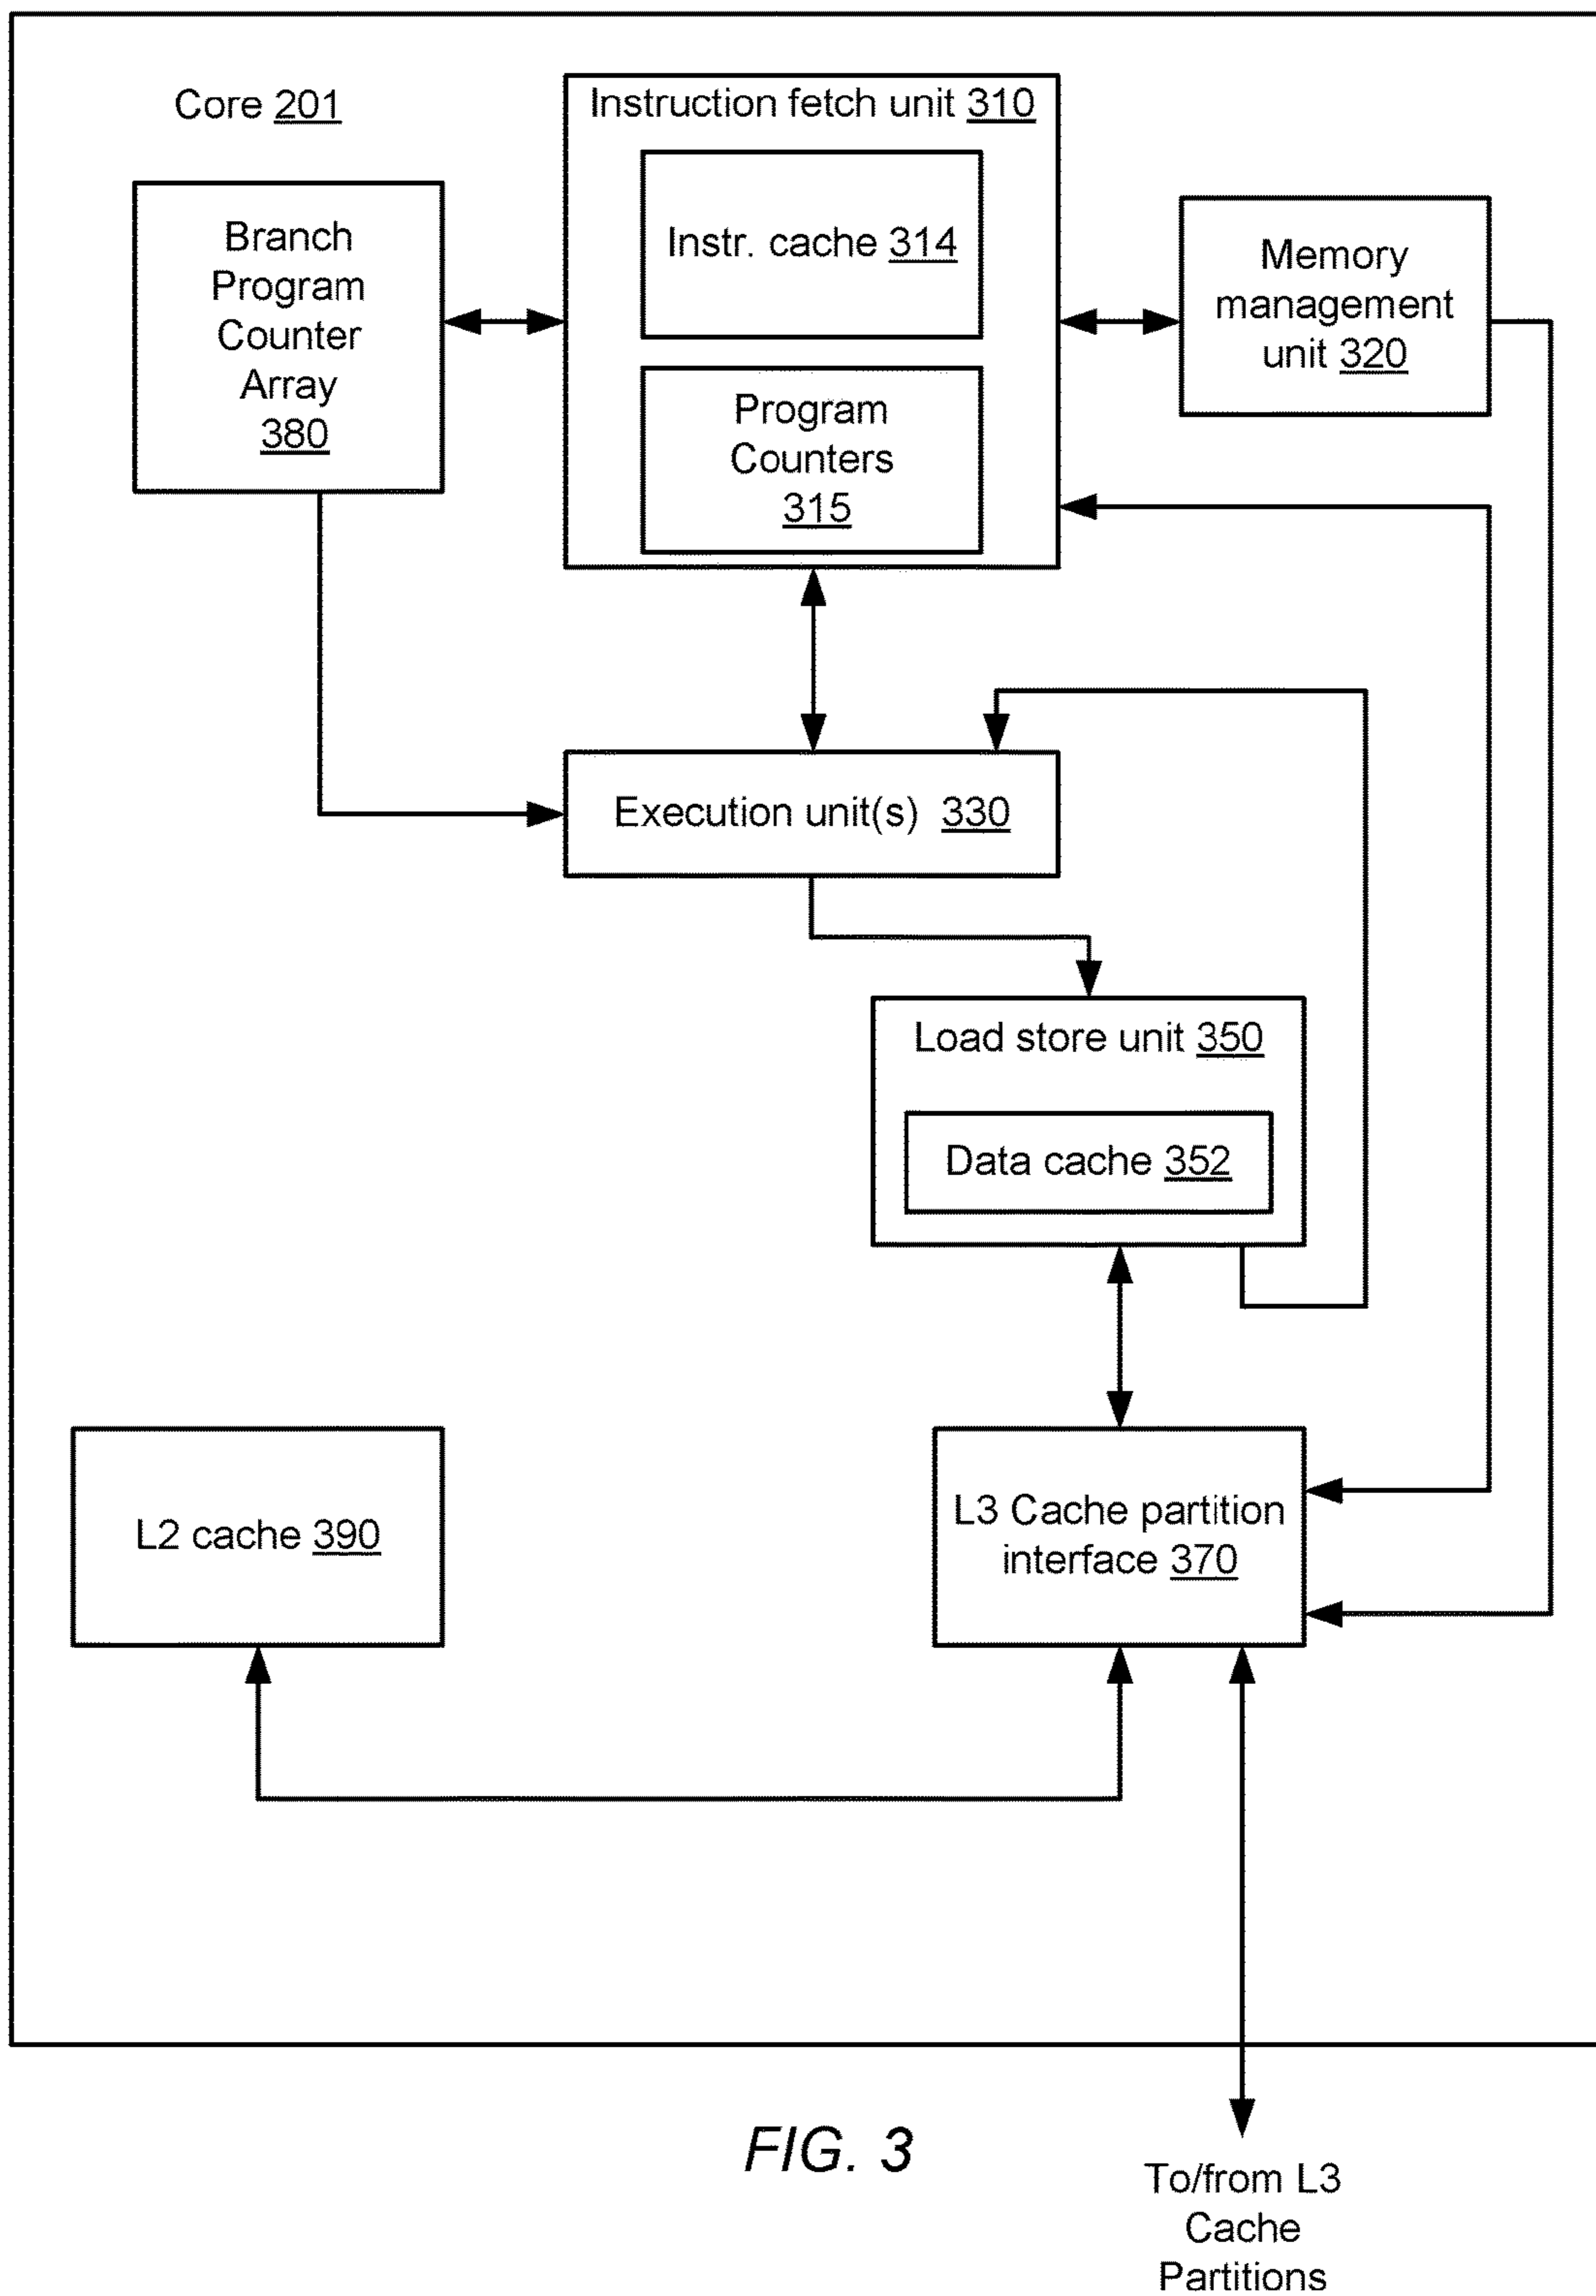 Core 201
Instruction fetch unit 310
Instr. cache 314
Program
Counters
315
Branch
Program
Counter
Array
380
Memory
management
unit 320
Execution unit(s) 330
Load store unit 350
Data cache 352
L2 cache 390
L3 Cache partition
interface 370
FIG. 3
To/from L3
Cache
Partitions